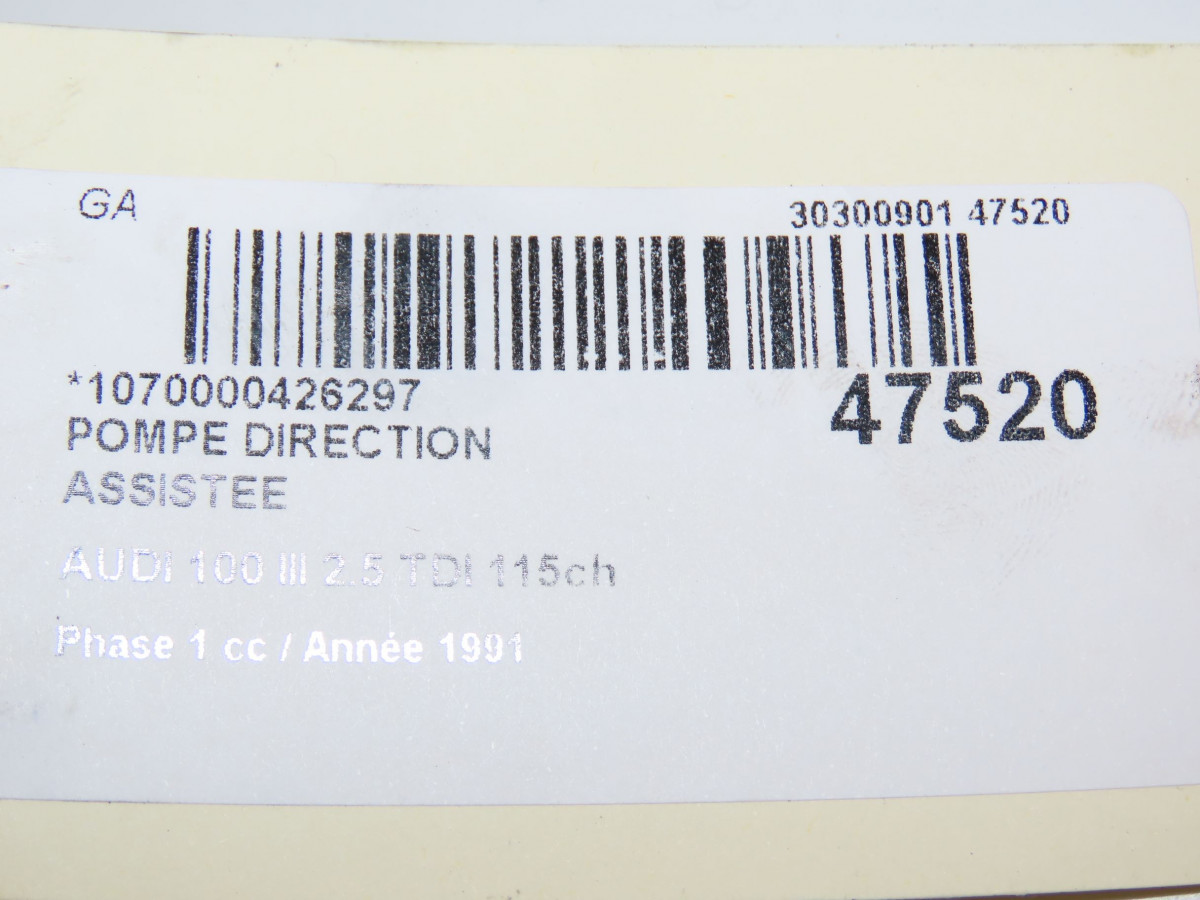 GA
30300901 47520
*1070000426297
47520
POMPE DIRECTION
ASSISTEE
AUDI 100 III 2.5 TDI 115ch
Phase 1 cc / Année 1991